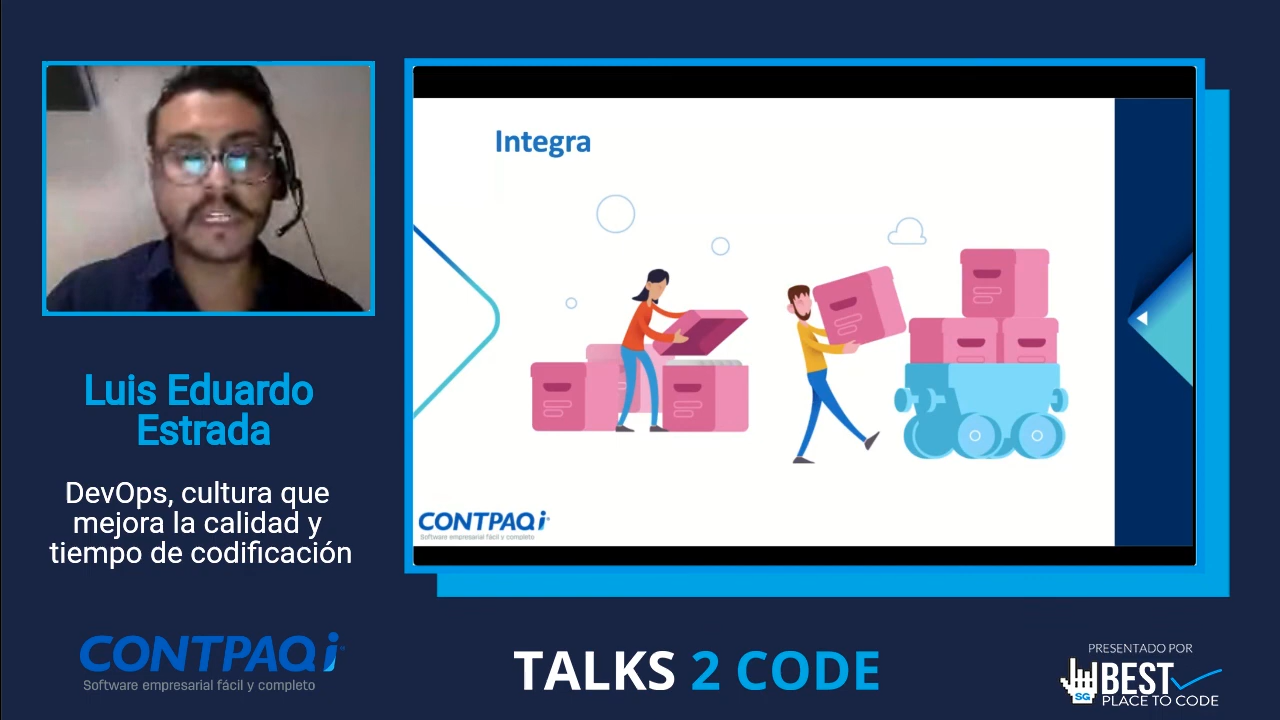 Integra
CONTPAQi
Software empresarial fácil y completo
Luis Eduardo
Estrada
DevOps, cultura que
mejora la calidad y
tiempo de codificación
CONTPAQi
Software empresarial fácil y completo
TALKS 2 CODE
PRESENTADO POR
SG
BEST
PLACE TO CODE